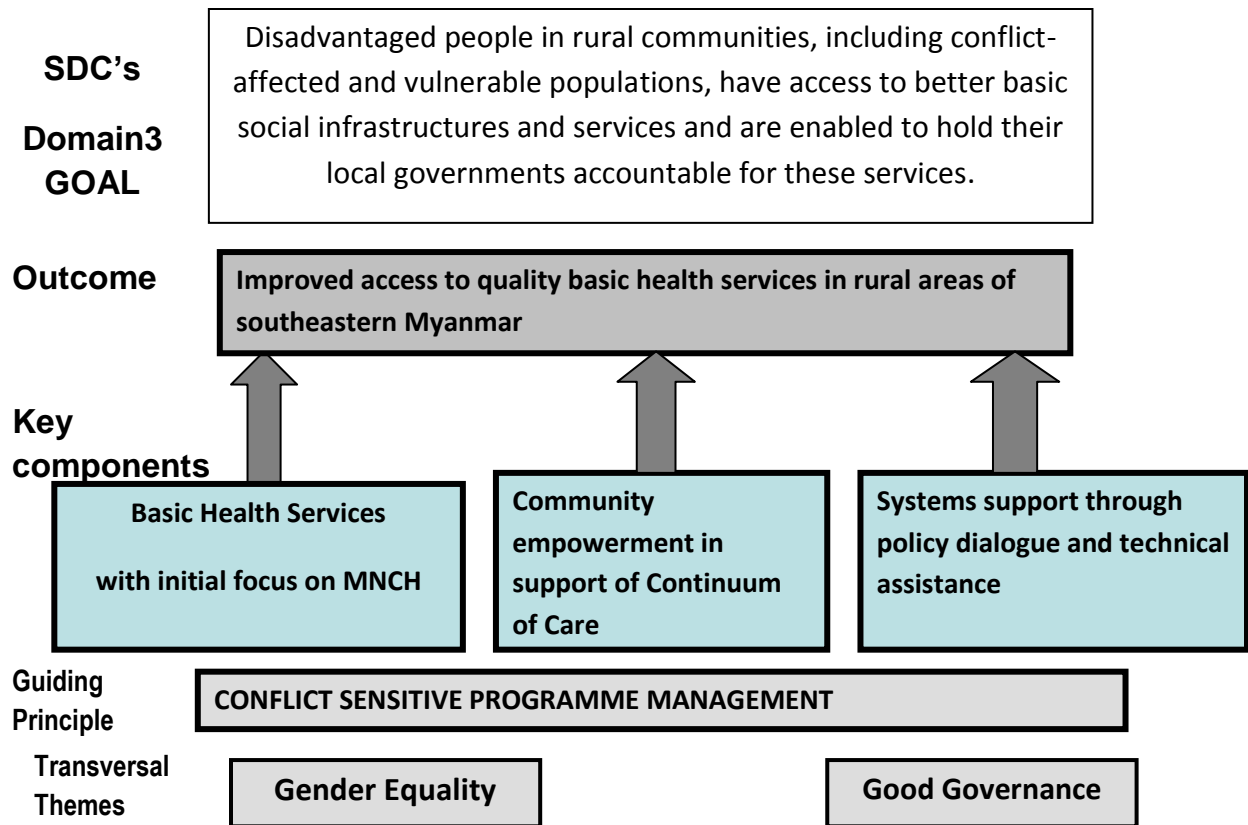 SDC’s
Domain3
GOAL
Disadvantaged people in rural communities, including conflict-
affected and vulnerable populations, have access to better basic
social infrastructures and services and are enabled to hold their
local governments accountable for these services.
Outcome
Improved access to quality basic health services in rural areas of
southeastern Myanmar
Key
components
Basic Health Services
with initial focus on MNCH
Community
empowerment in
support of Continuum
of Care
Systems support through
policy dialogue and technical
assistance
Guiding
Principle
CONFLICT SENSITIVE PROGRAMME MANAGEMENT
Transversal
Themes
Gender Equality
Good Governance